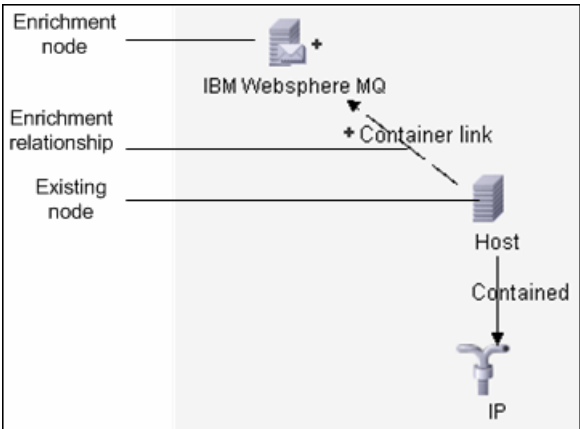 Enrichment
node
IBM Websphere MQ
Enrichment
relationship
+ Container link
Existing
node
Host
Contained
IP